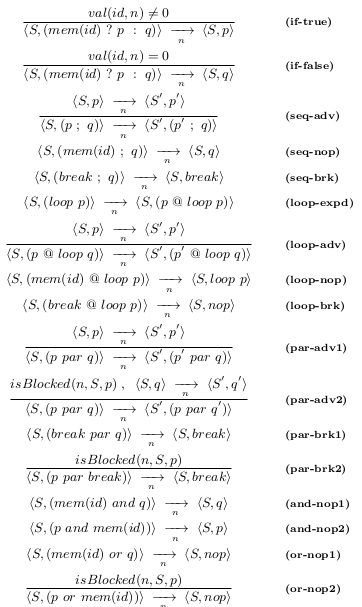 val(id, n) ≠ 0
⟨S, (mem(id) ? p : q)⟩ ⟶n ⟨S, p⟩ (if-true)
val(id, n) = 0
⟨S, (mem(id) ? p : q)⟩ ⟶n ⟨S, q⟩ (if-false)
⟨S, p⟩ ⟶n ⟨S′, p′⟩
⟨S, (p ; q)⟩ ⟶n ⟨S′, (p′ ; q)⟩ (seq-adv)
⟨S, (mem(id) ; q)⟩ ⟶n ⟨S, q⟩ (seq-nop)
⟨S, (break ; q)⟩ ⟶n ⟨S, break⟩ (seq-brk)
⟨S, (loop p)⟩ ⟶n ⟨S, (p @ loop p)⟩ (loop-expd)
⟨S, p⟩ ⟶n ⟨S′, p′⟩
⟨S, (p @ loop q)⟩ ⟶n ⟨S′, (p′ @ loop q)⟩ (loop-adv)
⟨S, (mem(id) @ loop p)⟩ ⟶n ⟨S, loop p⟩ (loop-nop)
⟨S, (break @ loop p)⟩ ⟶n ⟨S, nop⟩ (loop-brk)
⟨S, p⟩ ⟶n ⟨S′, p′⟩
⟨S, (p par q)⟩ ⟶n ⟨S′, (p′ par q)⟩ (par-adv1)
isBlocked(n, S, p) , ⟨S, q⟩ ⟶n ⟨S′, q′⟩
⟨S, (p par q)⟩ ⟶n ⟨S′, (p par q′)⟩ (par-adv2)
⟨S, (break par q)⟩ ⟶n ⟨S, break⟩ (par-brk1)
isBlocked(n, S, p)
⟨S, (p par break)⟩ ⟶n ⟨S, break⟩ (par-brk2)
⟨S, (mem(id) and q)⟩ ⟶n ⟨S, q⟩ (and-nop1)
⟨S, (p and mem(id))⟩ ⟶n ⟨S, p⟩ (and-nop2)
⟨S, (mem(id) or q)⟩ ⟶n ⟨S, nop⟩ (or-nop1)
isBlocked(n, S, p)
⟨S, (p or mem(id))⟩ ⟶n ⟨S, nop⟩ (or-nop2)